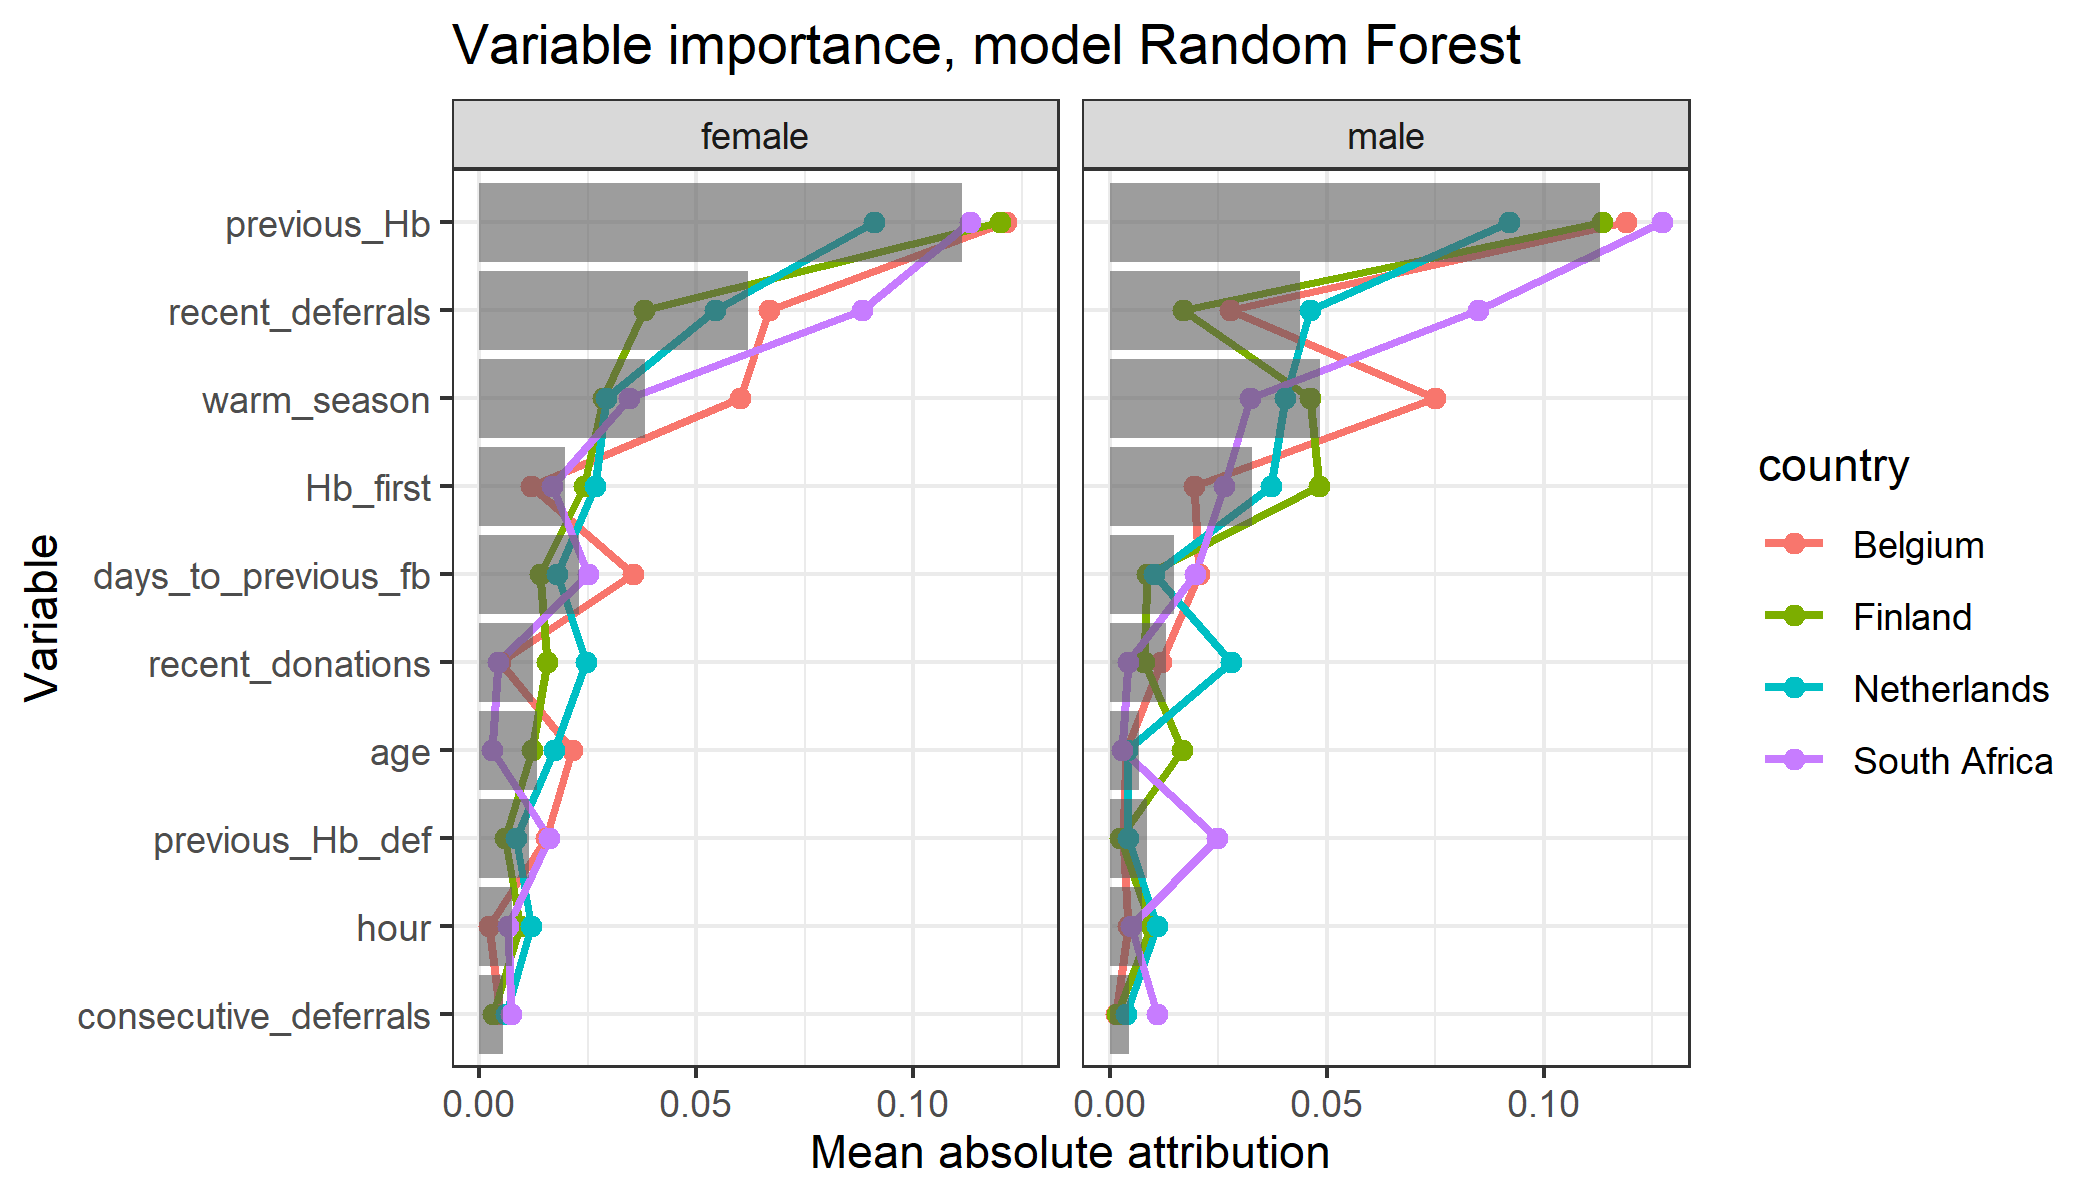 Variable importance, model Random Forest
female
male
previous_Hb
recent_deferrals
warm_season
Hb_first
days_to_previous_fb
recent_donations
age
previous_Hb_def
hour
consecutive_deferrals
Variable
0.00
0.05
0.10
0.00
0.05
0.10
Mean absolute attribution
country
Belgium
Finland
Netherlands
South Africa